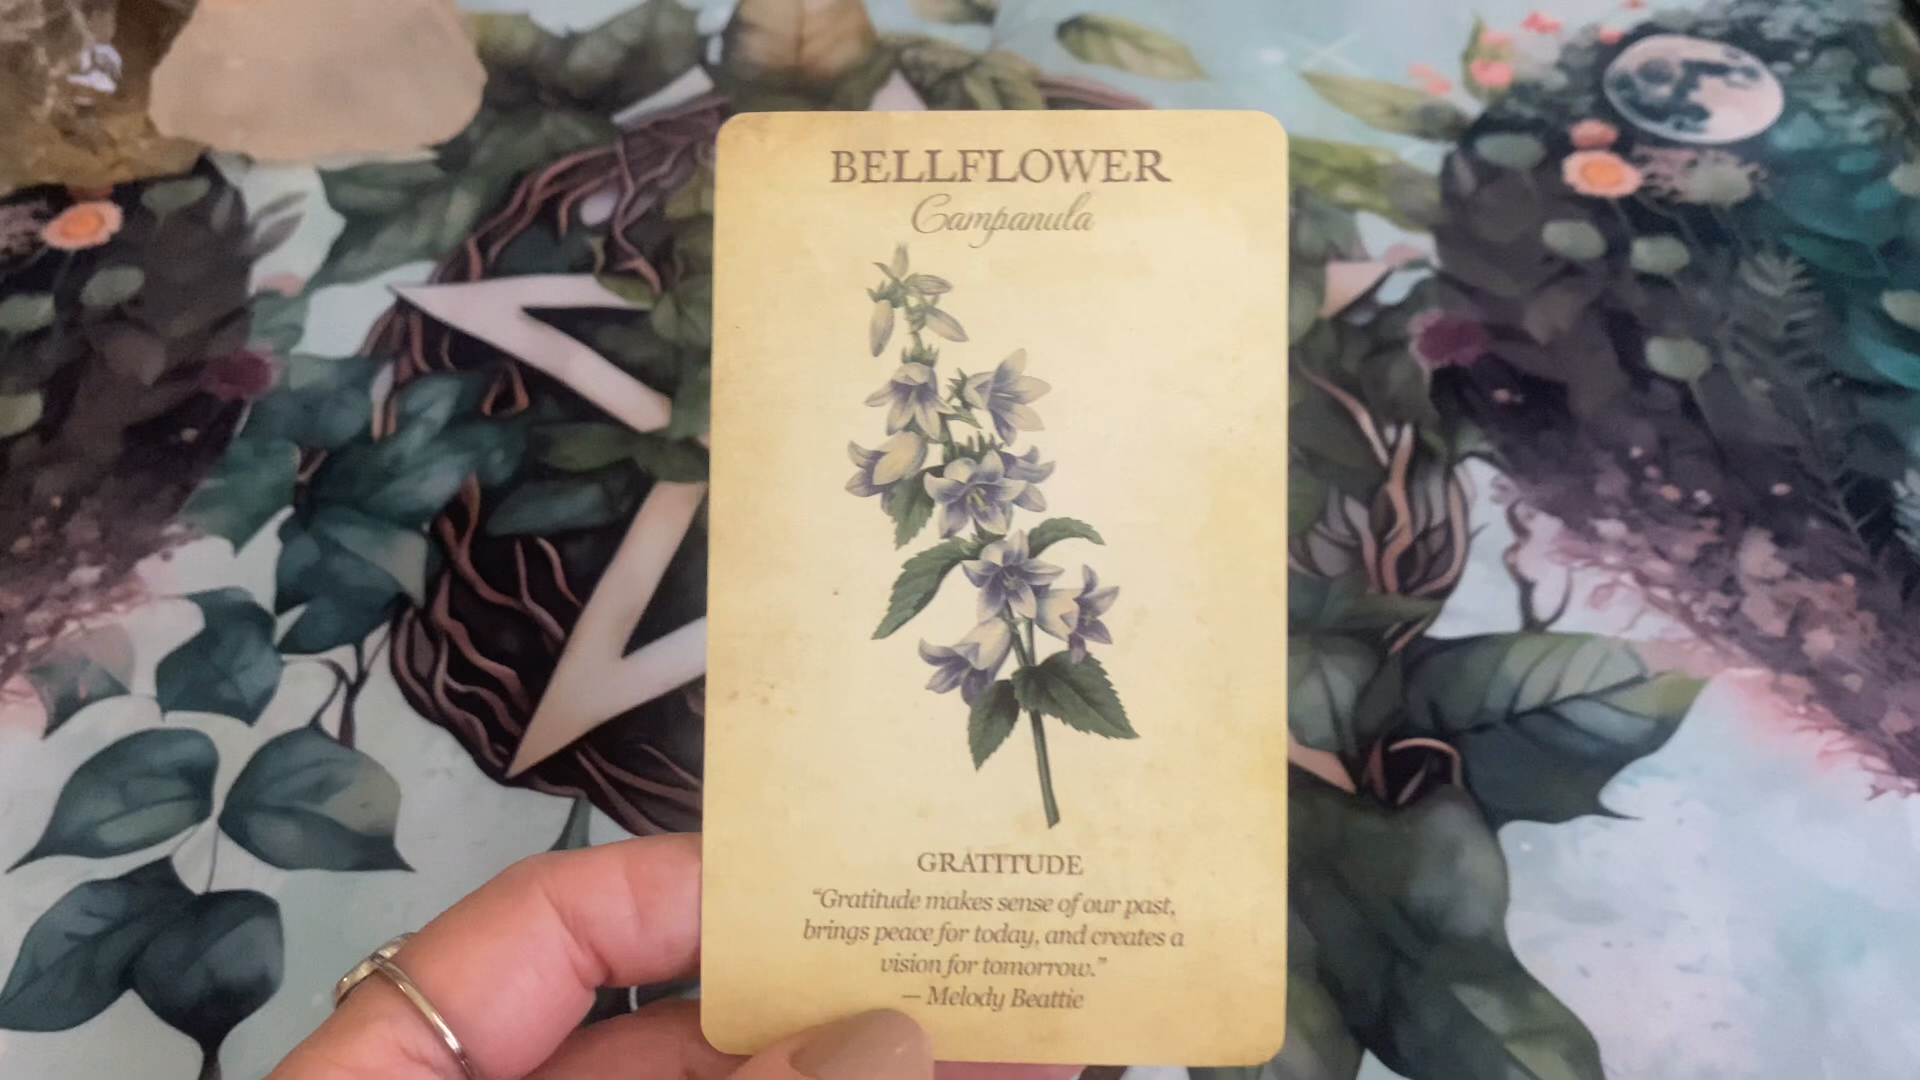 BELLFLOWER
Campanula
GRATITUDE
“Gratitude makes sense of our past,
brings peace for today, and creates a
vision for tomorrow.”
— Melody Beattie